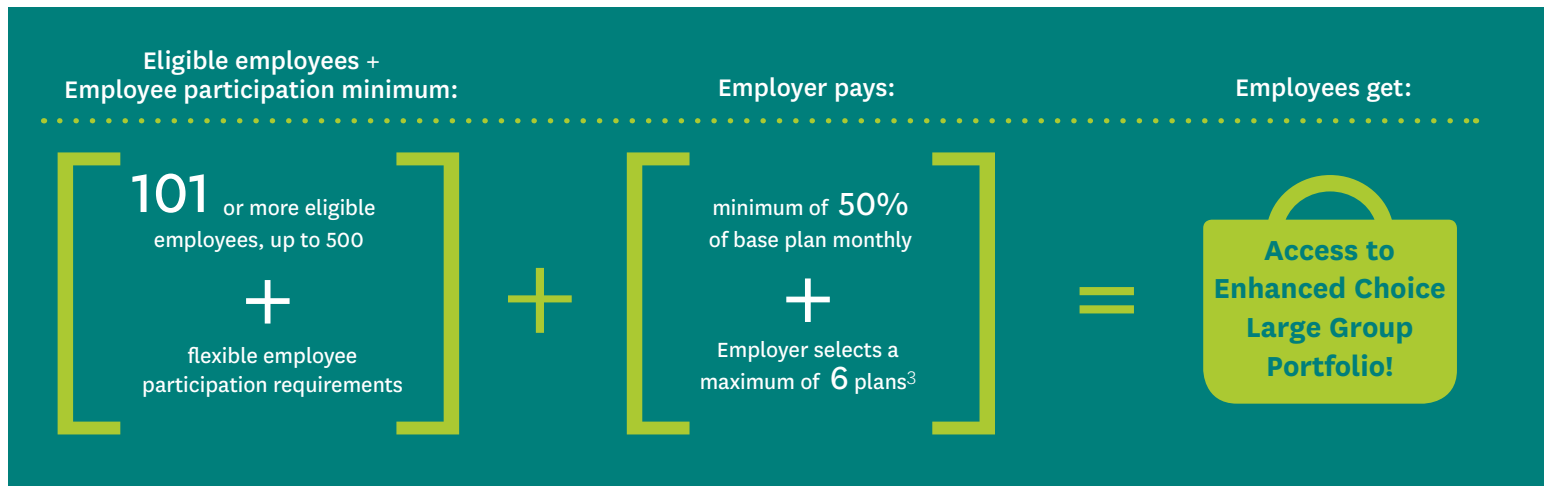 Eligible employees +
Employee participation minimum:
101 or more eligible
employees, up to 500
+
flexible employee
participation requirements
+
Employer pays:
minimum of 50%
of base plan monthly
+
Employer selects a
maximum of 6 plans³
=
Employees get:
Access to
Enhanced Choice
Large Group
Portfolio!